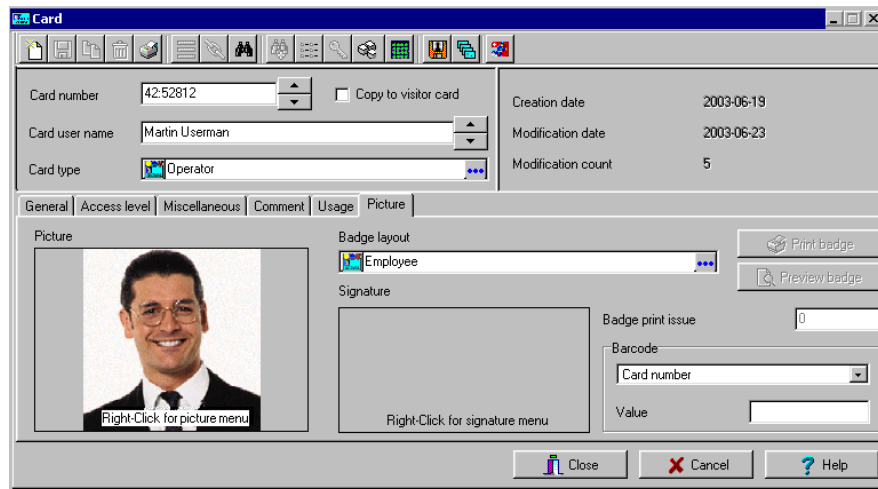 Card
Card number 42:52812 Copy to visitor card
Card user name Martin Userman
Card type Operator
Creation date 2003-06-19
Modification date 2003-06-23
Modification count 5
General Access level Miscellaneous Comment Usage Picture
Picture
Right-Click for picture menu
Badge layout
Employee
Signature
Right-Click for signature menu
Print badge
Preview badge
Badge print issue 0
Barcode
Card number
Value
Close Cancel Help